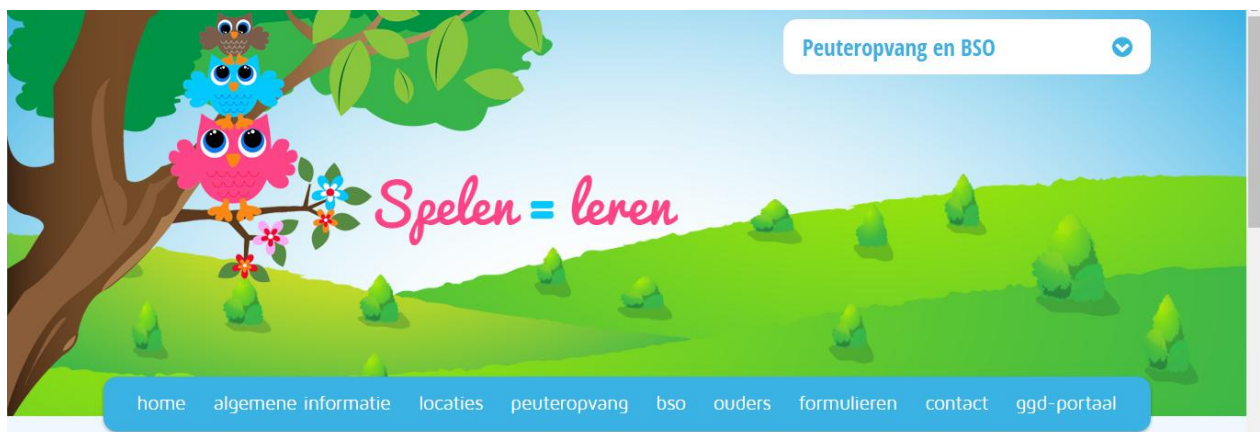 Peuteropvang en BSO
Spelen = leren
home algemene informatie locaties peuteropvang bso ouders formulieren contact ggd-portaal